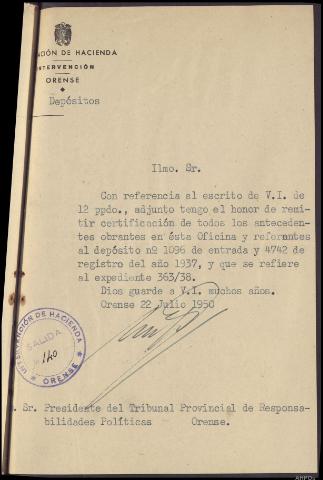 NCIÓN DE HACIENDA
INTERVENCIÓN
ORENSE
Depósitos
Ilmo. Sr.
Con referencia al escrito de V.I. de
12 ppdo., adjunto tengo el honor de remi-
tir certificación de todos los anteceden-
tes obrantes en ésta Oficina y referentes
al depósito nº 1096 de entrada y 4742 de
registro del año 1937, y que se refiere
al expediente 363/38.
Dios guarde a V.I. muchos años.
Orense 22 Julio 1950
INTERVENCIÓN DE HACIENDA
SALIDA
140
ORENSE
. Sr. Presidente del Tribunal Provincial de Responsa-
bilidades Políticas Orense.